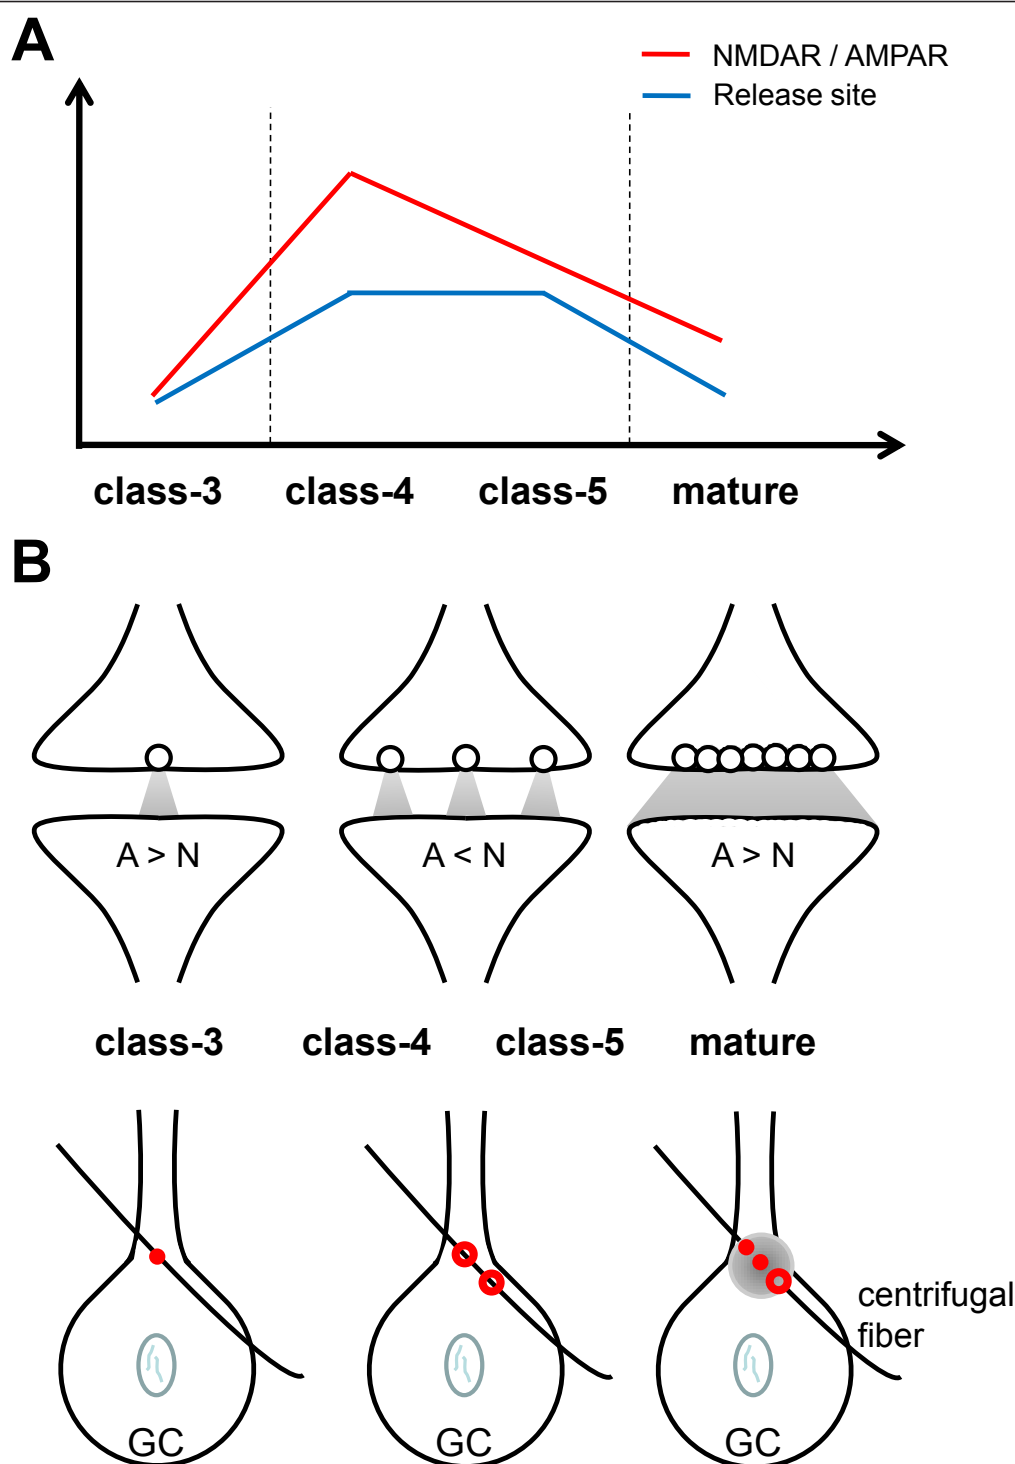 A
NMDAR / AMPAR
Release site
class-3 class-4 class-5 mature
B
A > N A < N A > N
class-3 class-4 class-5 mature
centrifugal
fiber
GC GC GC